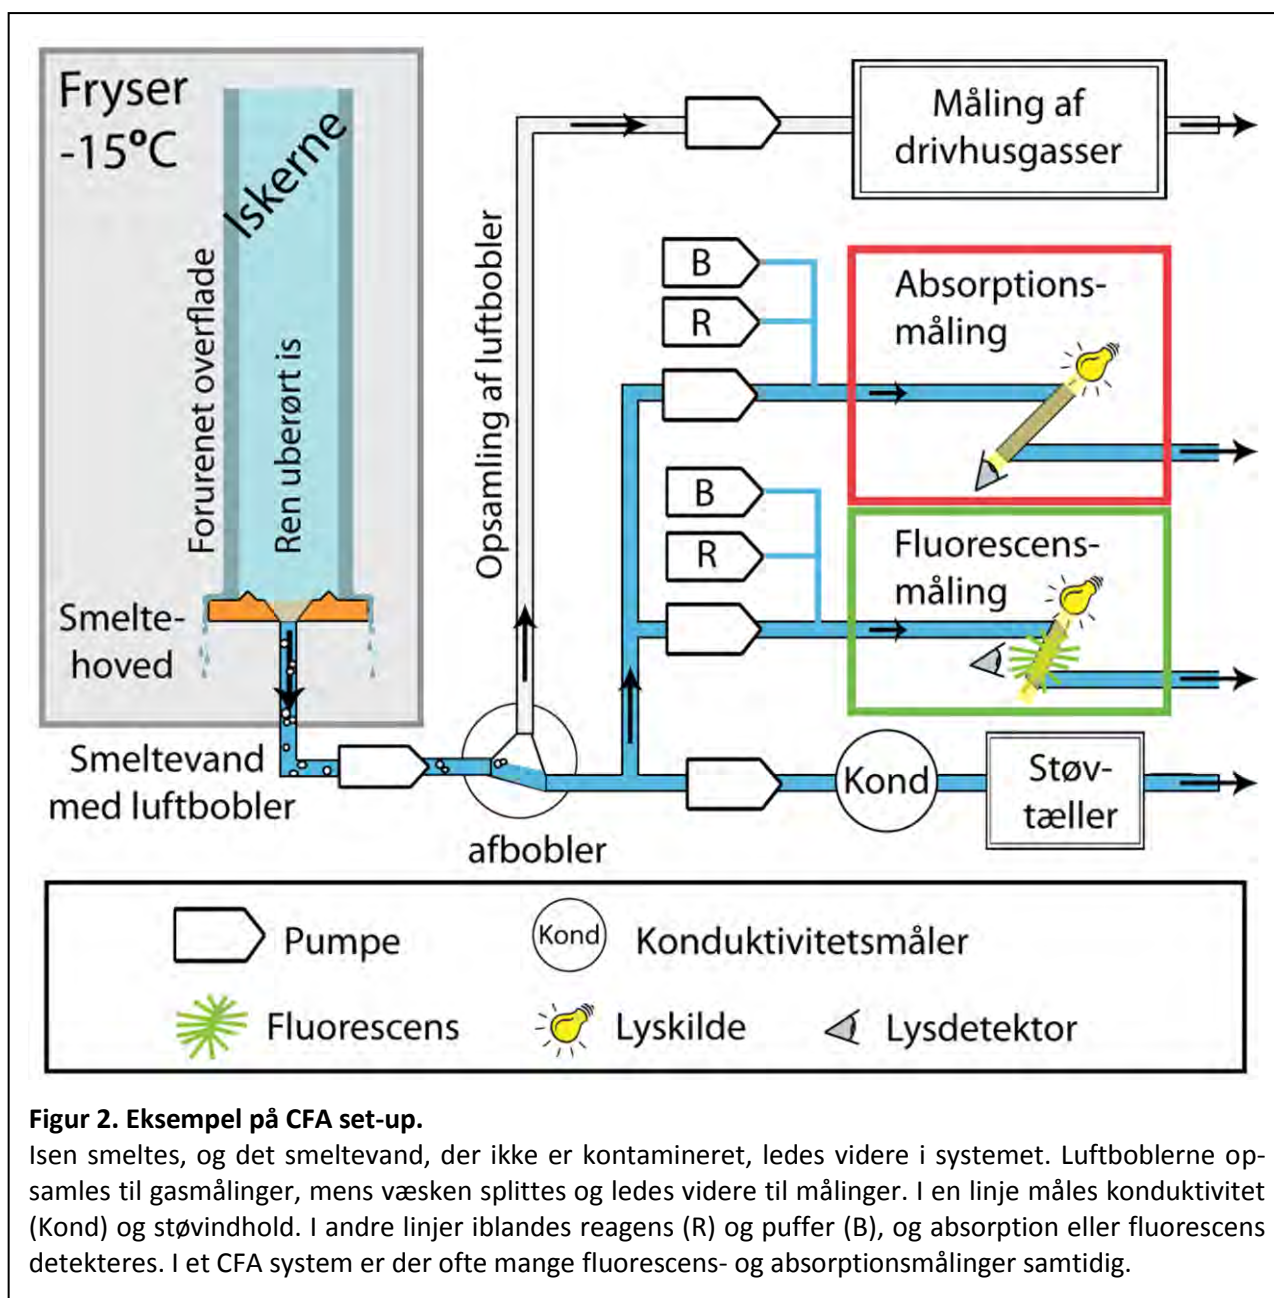 Fryser
-15°C
Iskerne
Forurenet overflade
Ren uberørt is
Smelte-
hoved
Smeltevand
med luftbobler
afbobler
Opsamling af luftbobler
Måling af
drivhusgasser
B
R
Absorptions-
måling
B
R
Fluorescens-
måling
Kond
Støv-
tæller
Pumpe
Kond
Konduktivitetsmåler
Fluorescens
Lyskilde
Lysdetektor
Figur 2. Eksempel på CFA set-up.
Isen smeltes, og det smeltevand, der ikke er kontamineret, ledes videre i systemet. Luftboblerne op-
samles til gasmålinger, mens væsken splittes og ledes videre til målinger. I en linje måles konduktivitet
(Kond) og støvindhold. I andre linjer iblandes reagens (R) og puffer (B), og absorption eller fluorescens
detekteres. I et CFA system er der ofte mange fluorescens- og absorptionsmålinger samtidig.